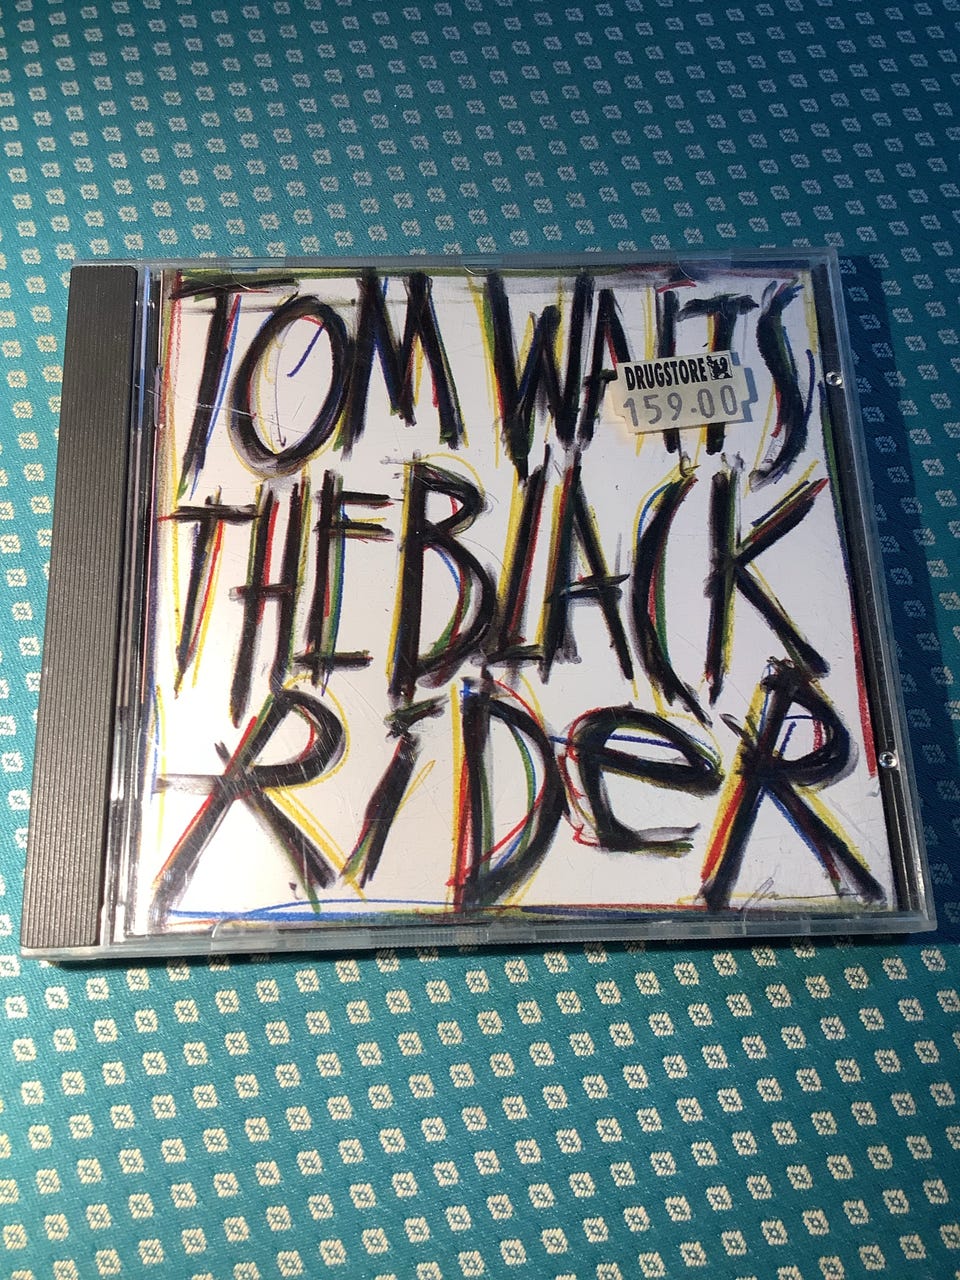 TOM WAITS
DRUGSTORE
159.00
THE BLACK
RiDeR